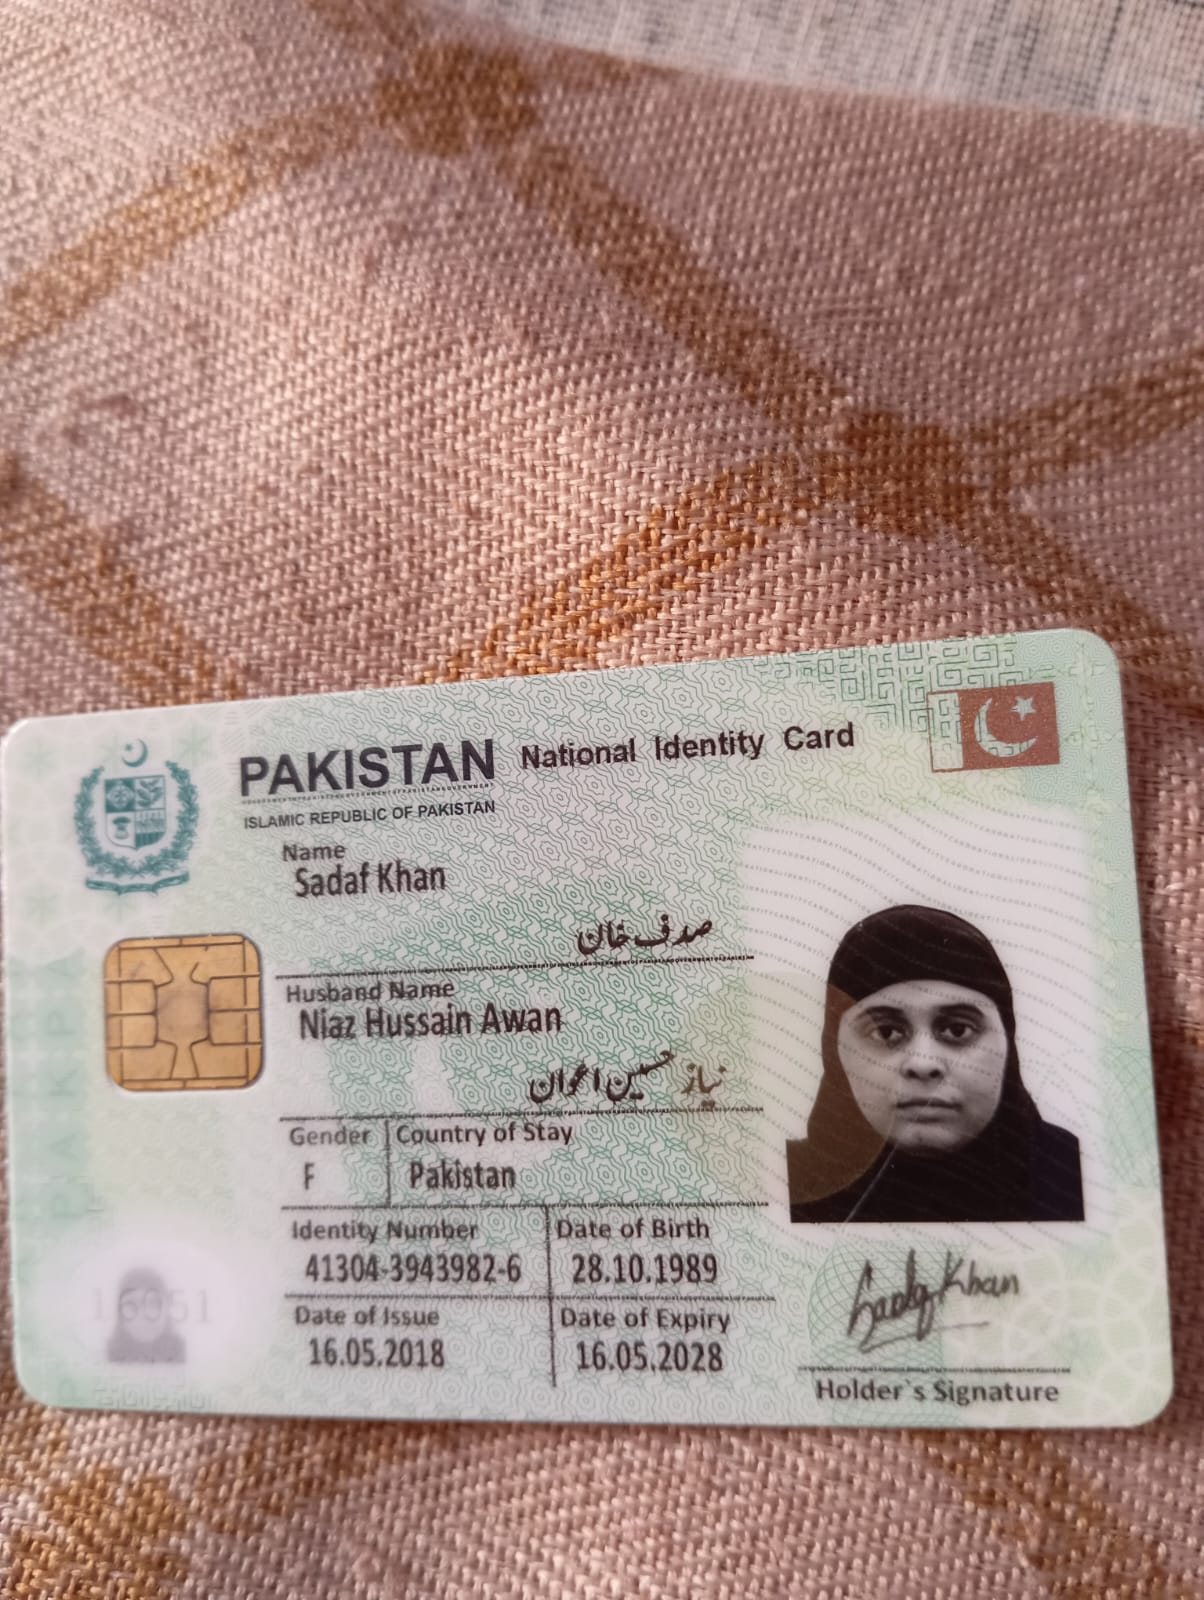 PAKISTAN National Identity Card
ISLAMIC REPUBLIC OF PAKISTAN
Name
Sadaf Khan
صدف خان
Husband Name
Niaz Hussain Awan
نیاز حسین اعوان
Gender Country of Stay
F Pakistan
Identity Number Date of Birth
41304-3943982-6 28.10.1989
Date of Issue Date of Expiry
16.05.2018 16.05.2028
Sadaf Khan
Holder`s Signature